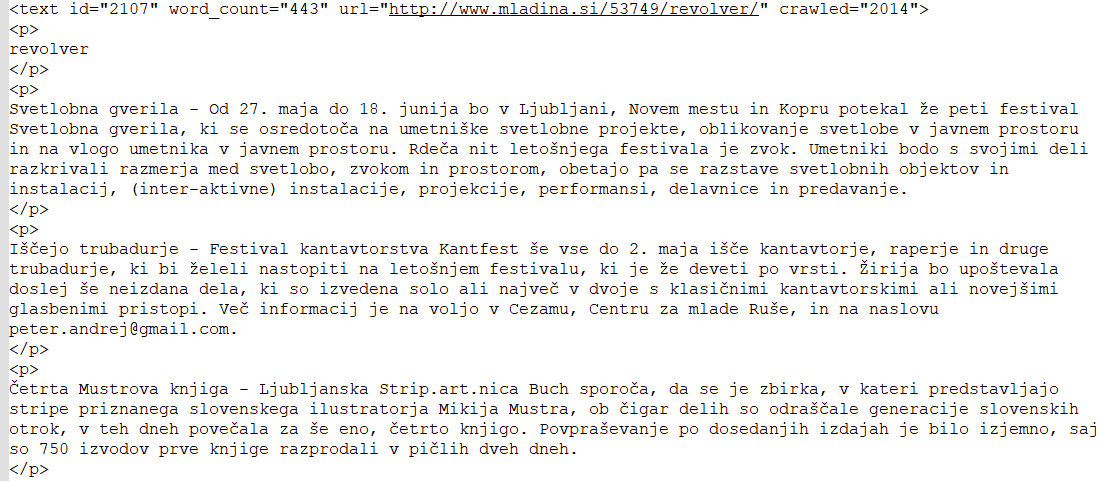 <text id="2107" word_count="443" url="http://www.mladina.si/53749/revolver/" crawled="2014">
<p>
revolver
</p>
<p>
Svetlobna gverila – Od 27. maja do 18. junija bo v Ljubljani, Novem mestu in Kopru potekal že peti festival
Svetlobna gverila, ki se osredotoča na umetniške svetlobne projekte, oblikovanje svetlobe v javnem prostoru
in na vlogo umetnika v javnem prostoru. Rdeča nit letošnjega festivala je zvok. Umetniki bodo s svojimi deli
razkrivali razmerja med svetlobo, zvokom in prostorom, obetajo pa se razstave svetlobnih objektov in
instalacij, (inter-aktivne) instalacije, projekcije, performansi, delavnice in predavanje.
</p>
<p>
Iščejo trubadurje – Festival kantavtorstva Kantfest še vse do 2. maja išče kantavtorje, raperje in druge
trubadurje, ki bi želeli nastopiti na letošnjem festivalu, ki je že deveti po vrsti. Žirija bo upoštevala
doslej še neizdana dela, ki so izvedena solo ali največ v dvoje s klasičnimi kantavtorskimi ali novejšimi
glasbenimi pristopi. Več informacij je na voljo v Cezamu, Centru za mlade Ruše, in na naslovu
peter.andrej@gmail.com.
</p>
<p>
Četrta Mustrova knjiga – Ljubljanska Strip.art.nica Buch sporoča, da se je zbirka, v kateri predstavljajo
stripe priznanega slovenskega ilustratorja Mikija Mustra, ob čigar delih so odraščale generacije slovenskih
otrok, v teh dneh povečala za še eno, četrto knjigo. Povpraševanje po dosedanjih izdajah je bilo izjemno, saj
so 750 izvodov prve knjige razprodali v pičlih dveh dneh.
</p>